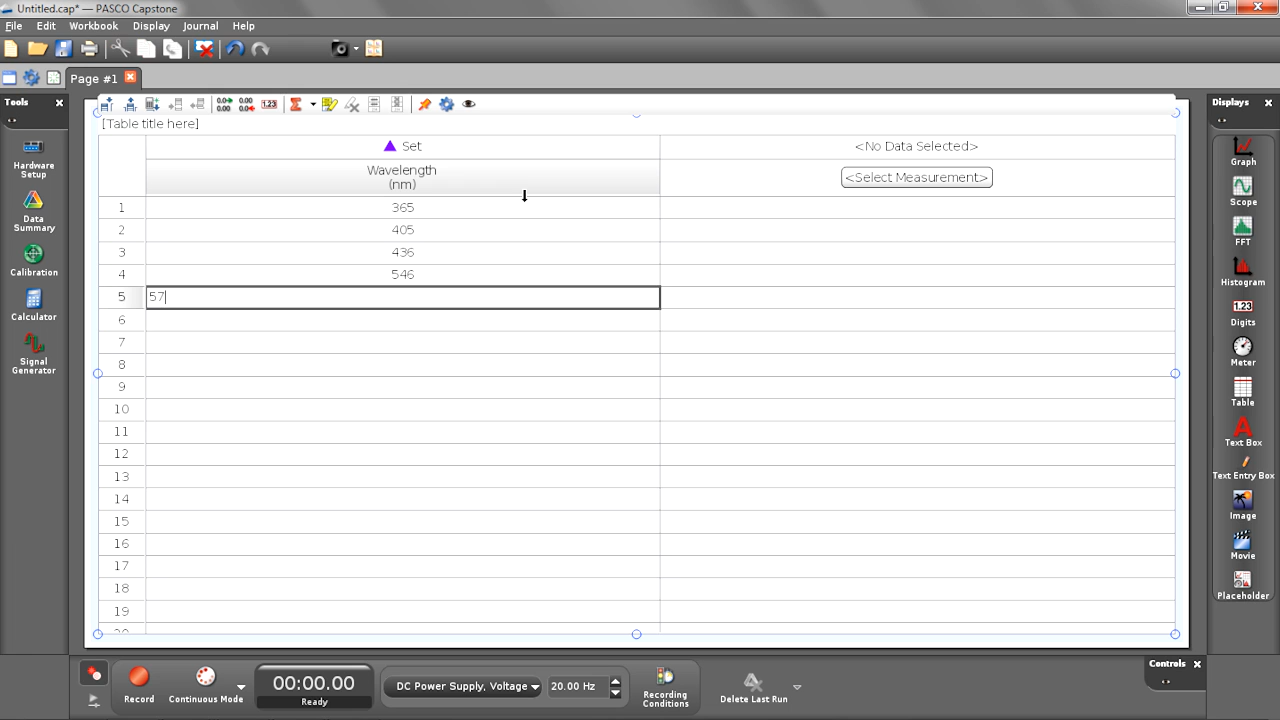 Untitled.cap* — PASCO Capstone
File Edit Workbook Display Journal Help
Page #1
Tools
Hardware
Setup
Data
Summary
Calibration
Calculator
Signal
Generator
[Table title here]
Set <No Data Selected>
Wavelength
(nm)
<Select Measurement>
1 365
2 405
3 436
4 546
5 57
6
7
8
9
10
11
12
13
14
15
16
17
18
19
Displays
Graph
Scope
FFT
Histogram
1.23
Digits
Meter
Table
Text Box
Text Entry Box
Image
Movie
Placeholder
Record
Continuous Mode
00:00.00
Ready
DC Power Supply, Voltage
20.00 Hz
Recording
Conditions
Delete Last Run
Controls